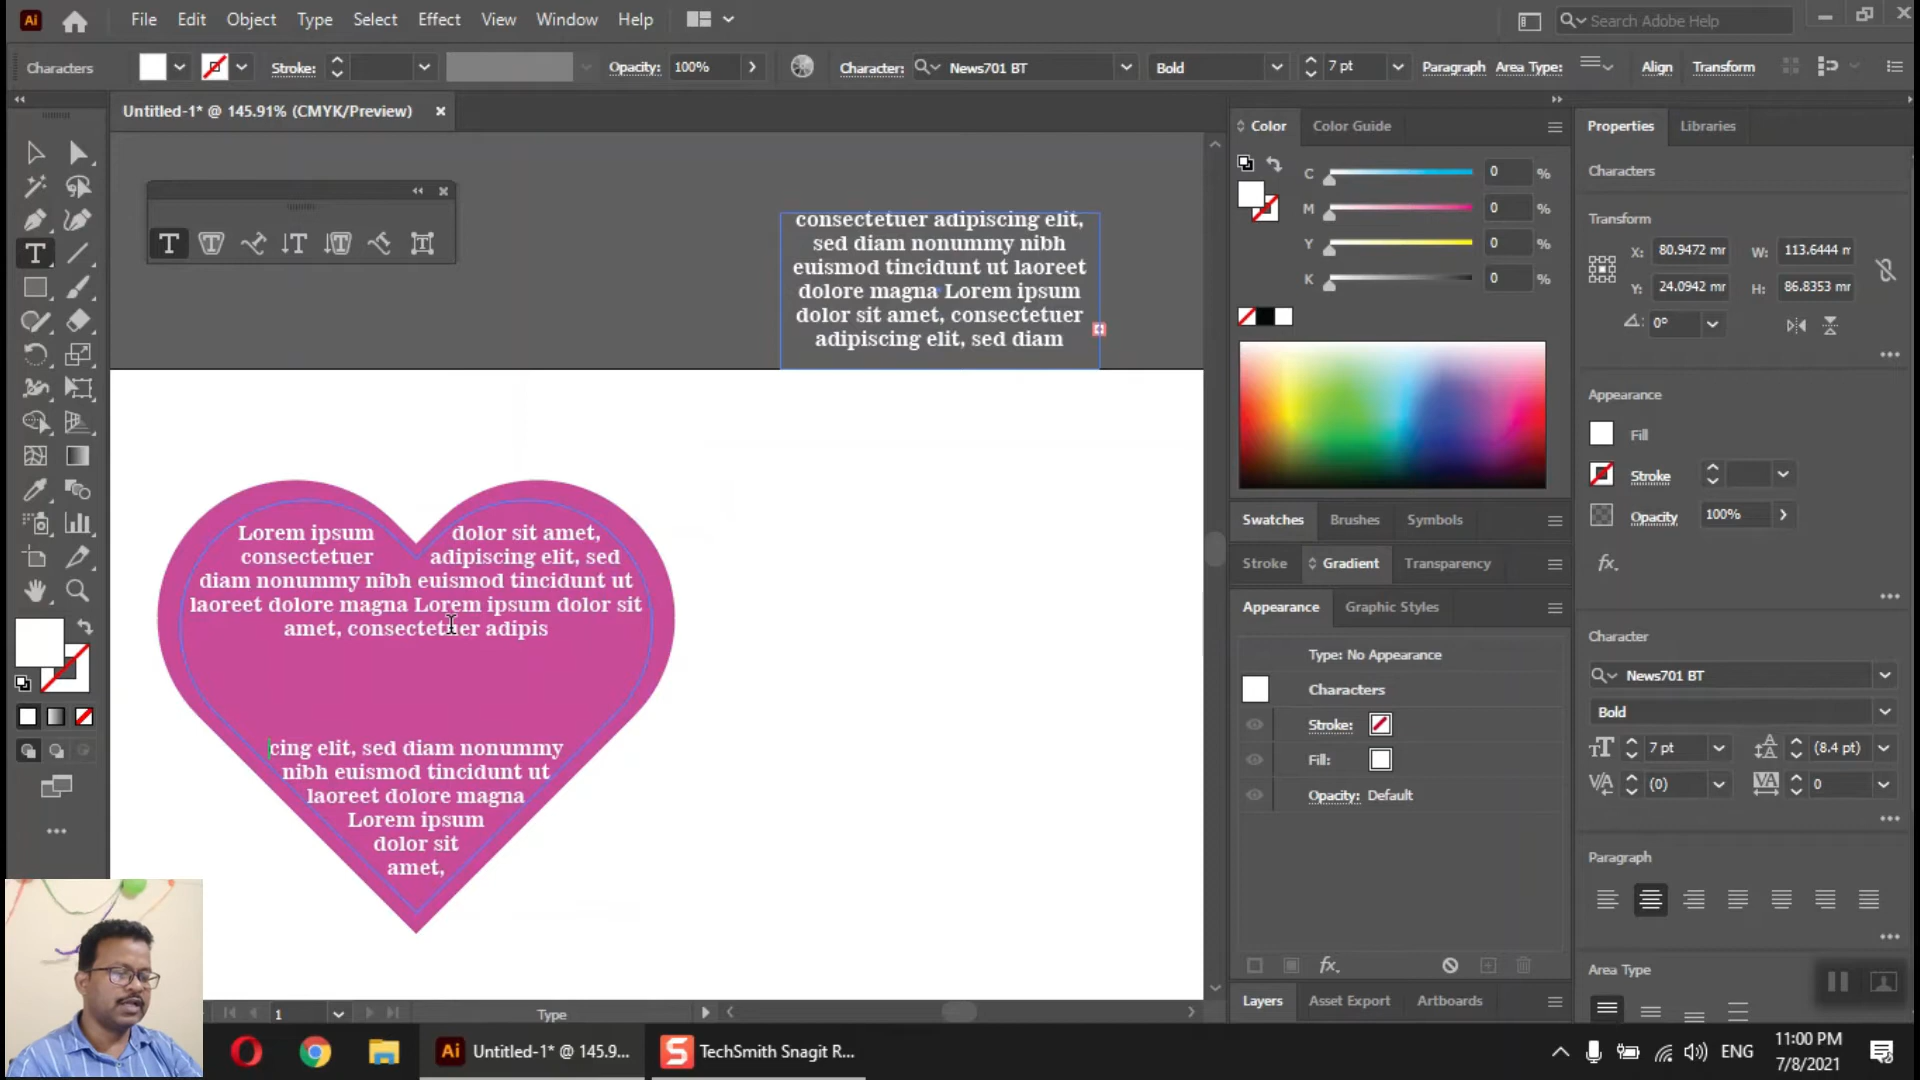 Ai File Edit Object Type Select Effect View Window Help Search Adobe Help
Characters Stroke: Opacity: 100% Character: News701 BT Bold 7 pt Paragraph Area Type: Align Transform
Untitled-1* @ 145.91% (CMYK/Preview)
consectetuer adipiscing elit,
sed diam nonummy nibh
euismod tincidunt ut laoreet
dolore magna Lorem ipsum
dolor sit amet, consectetuer
adipiscing elit, sed diam
Lorem ipsum dolor sit amet,
consectetuer adipiscing elit, sed
diam nonummy nibh euismod tincidunt ut
laoreet dolore magna Lorem ipsum dolor sit
amet, consectetuer adipis
cing elit, sed diam nonummy
nibh euismod tincidunt ut
laoreet dolore magna
Lorem ipsum
dolor sit
amet,
Color Color Guide
C 0 %
M 0 %
Y 0 %
K 0 %
Swatches Brushes Symbols
Stroke Gradient Transparency
Appearance Graphic Styles
Type: No Appearance
Characters
Stroke:
Fill:
Opacity: Default
fx.
Layers Asset Export Artboards
Properties Libraries
Characters
Transform
X: 80.9472 mr W: 113.6444 m
Y: 24.0942 mr H: 86.8353 mr
0°
Appearance
Fill
Stroke
Opacity 100%
fx.
Character
News701 BT
Bold
7 pt (8.4 pt)
(0) 0
Paragraph
Area Type
1 Type
Ai Untitled-1* @ 145.9... S TechSmith Snagit R...
ENG
11:00 PM
7/8/2021